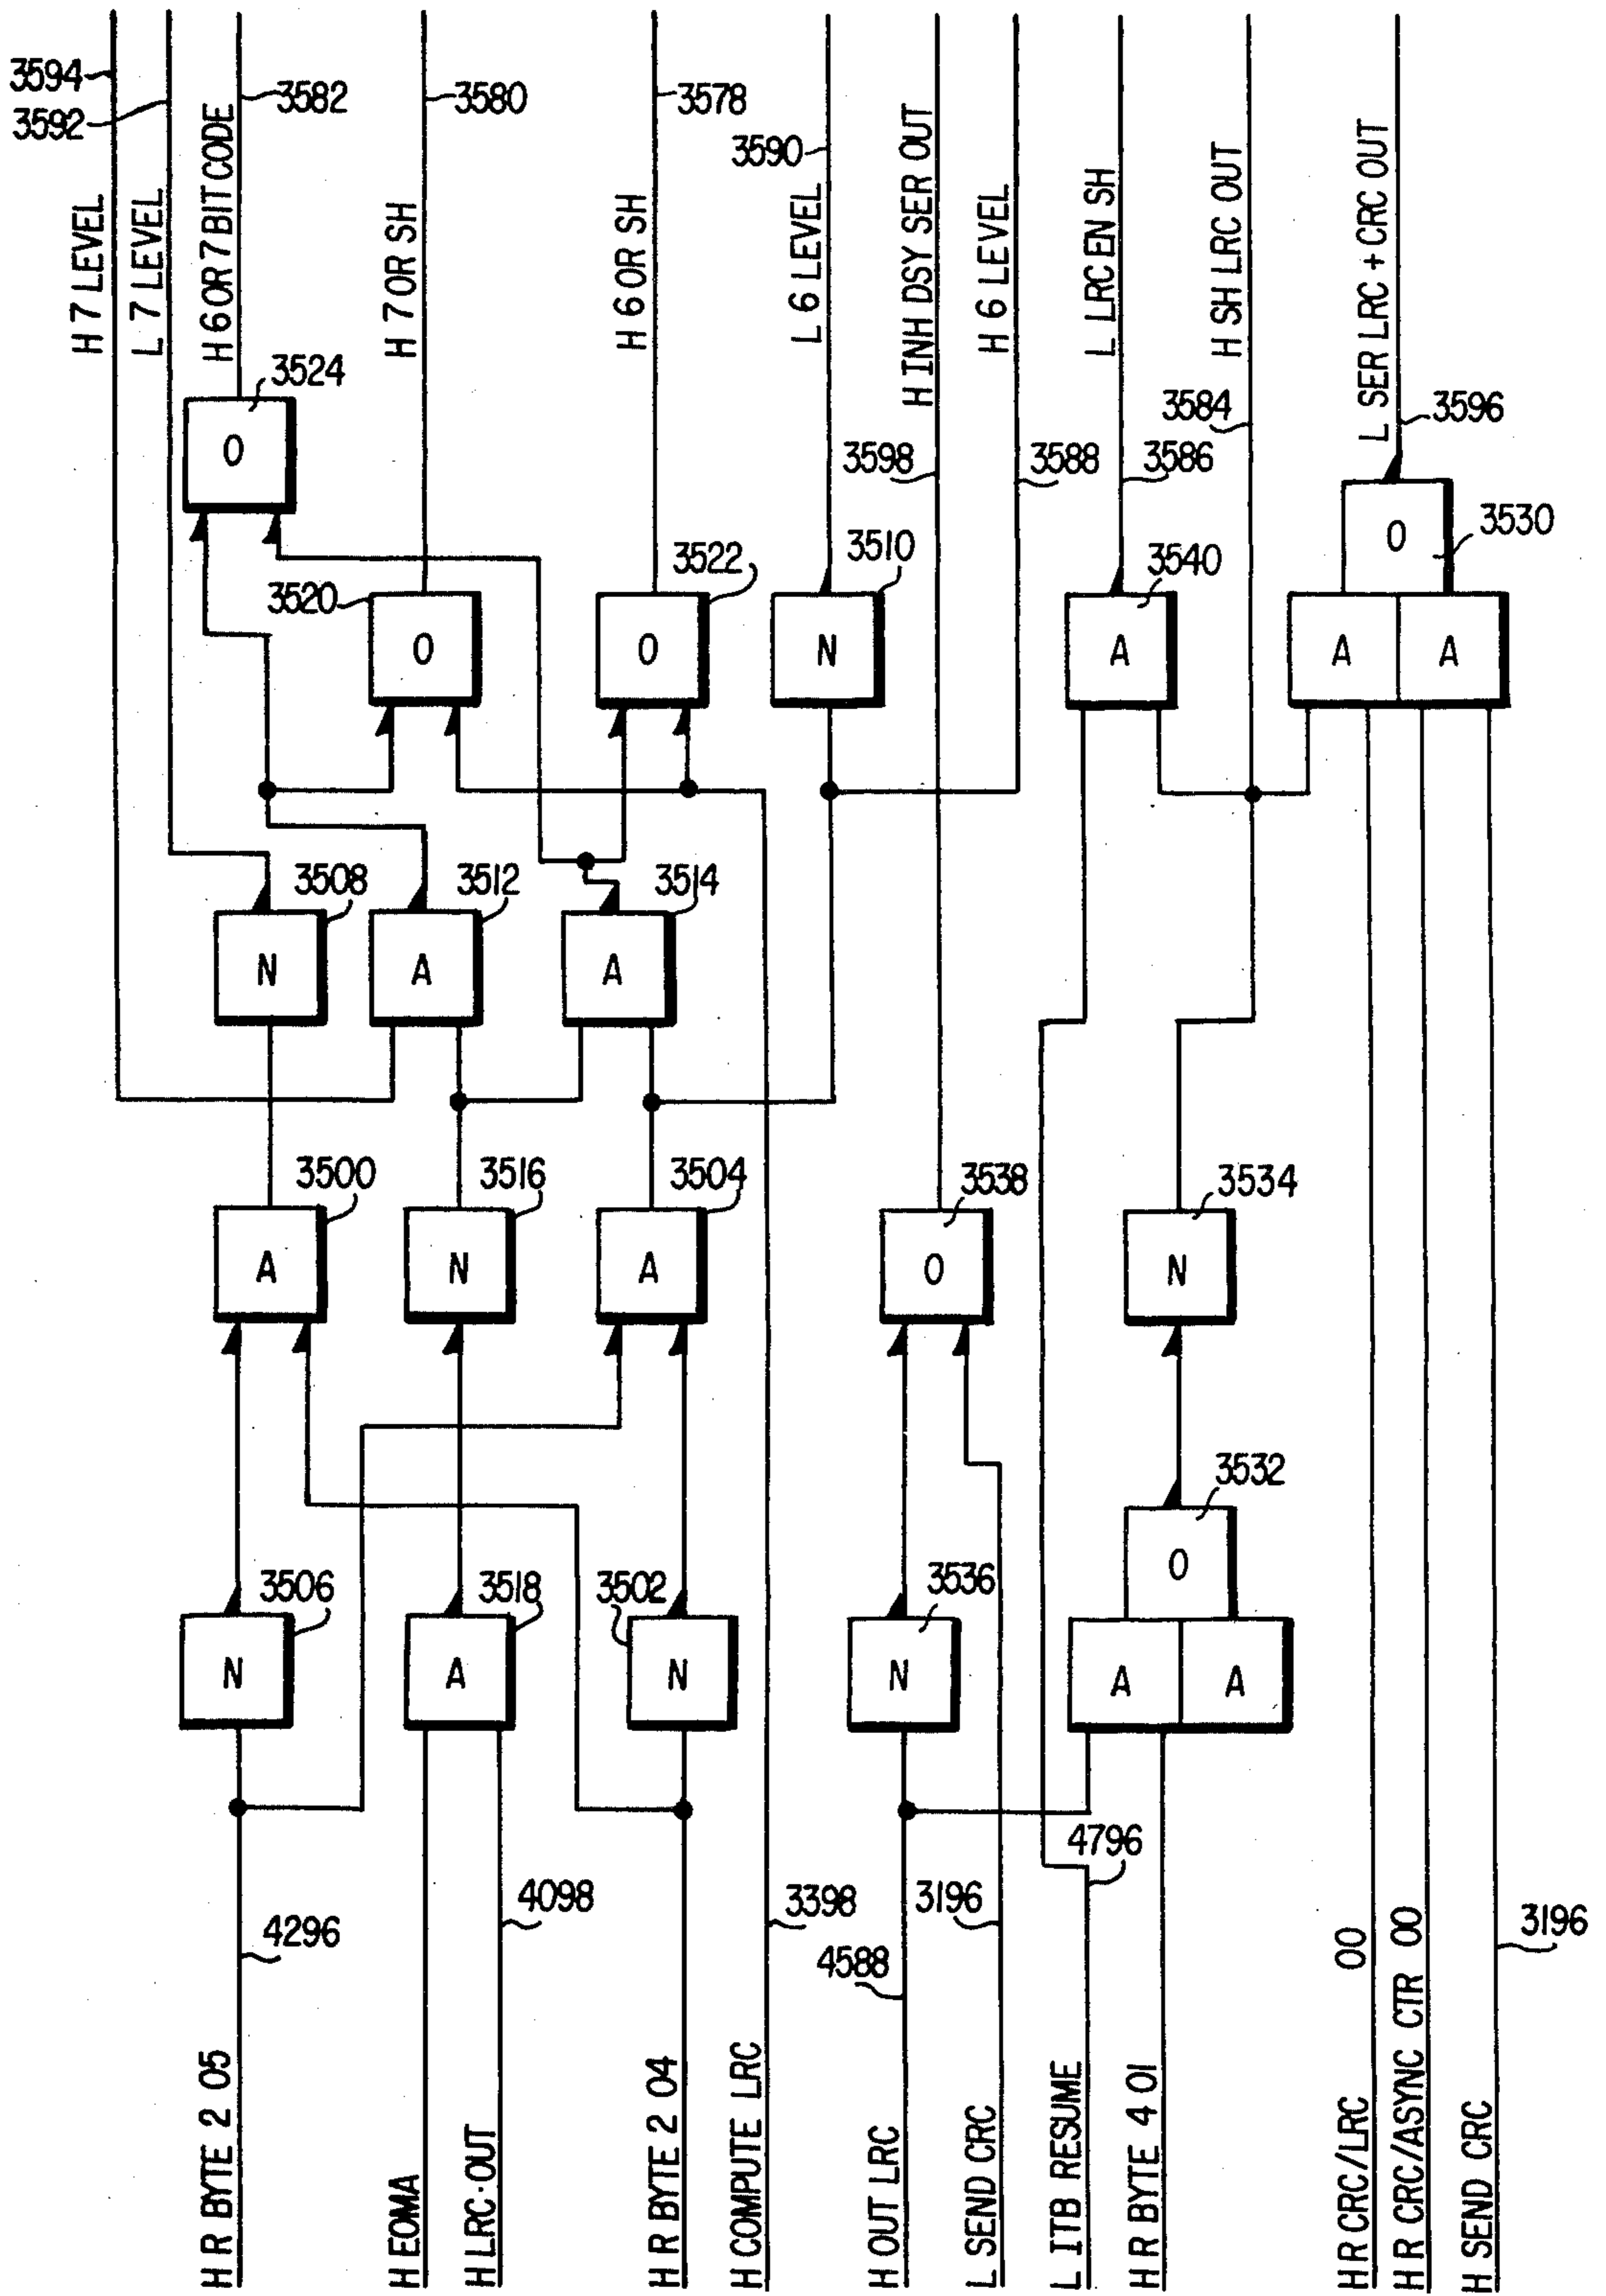 3594
3592
3582
3580
3578
3590
H 7 LEVEL
L 7 LEVEL
H 6 OR 7 BIT CODE
H 7 OR SH
H 6 OR SH
L 6 LEVEL
H INH DSY SER OUT
H 6 LEVEL
L LRC EN SH
H SH LRC OUT
L SER LRC + CRC OUT
3524
O
3598
3588
3586
3584
3596
3520
O
3522
O
3510
N
3540
A
3530
O
A
A
3508
N
3512
A
3514
A
3500
A
3516
N
3504
A
3538
O
3534
N
3506
N
3518
A
3502
N
3536
N
3532
O
A
A
4296
4098
3398
4588
3196
4796
3196
H R BYTE 2 05
H EOMA
H LRC·OUT
H R BYTE 2 04
H COMPUTE LRC
H OUT LRC
L SEND CRC
L ITB RESUME
H R BYTE 4 01
H R CRC/LRC 00
H R CRC/ASYNC CTR 00
H SEND CRC